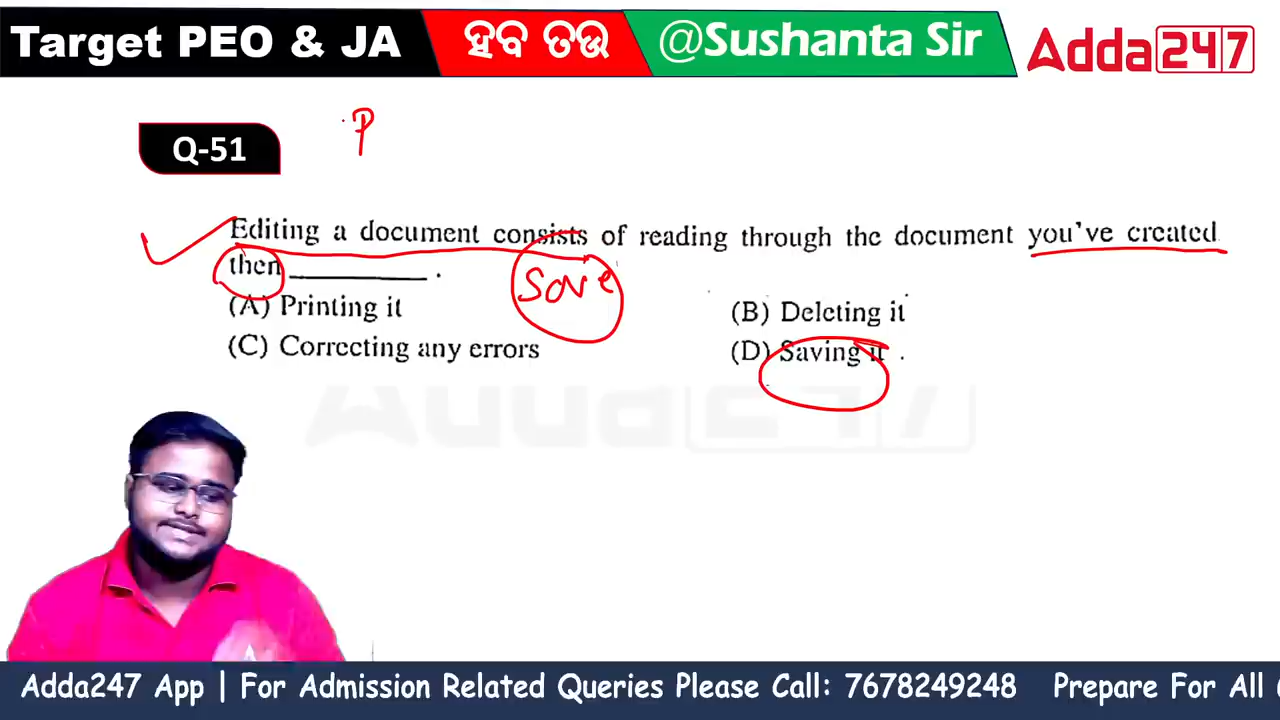 Target PEO & JA ହବ ତଉ @Sushanta Sir Adda247
P
Q-51
Editing a document consists of reading through the document you've created
then __________ .
Save
(A) Printing it (B) Deleting it
(C) Correcting any errors (D) Saving it .
Adda247
Adda247 App | For Admission Related Queries Please Call: 7678249248 Prepare For All